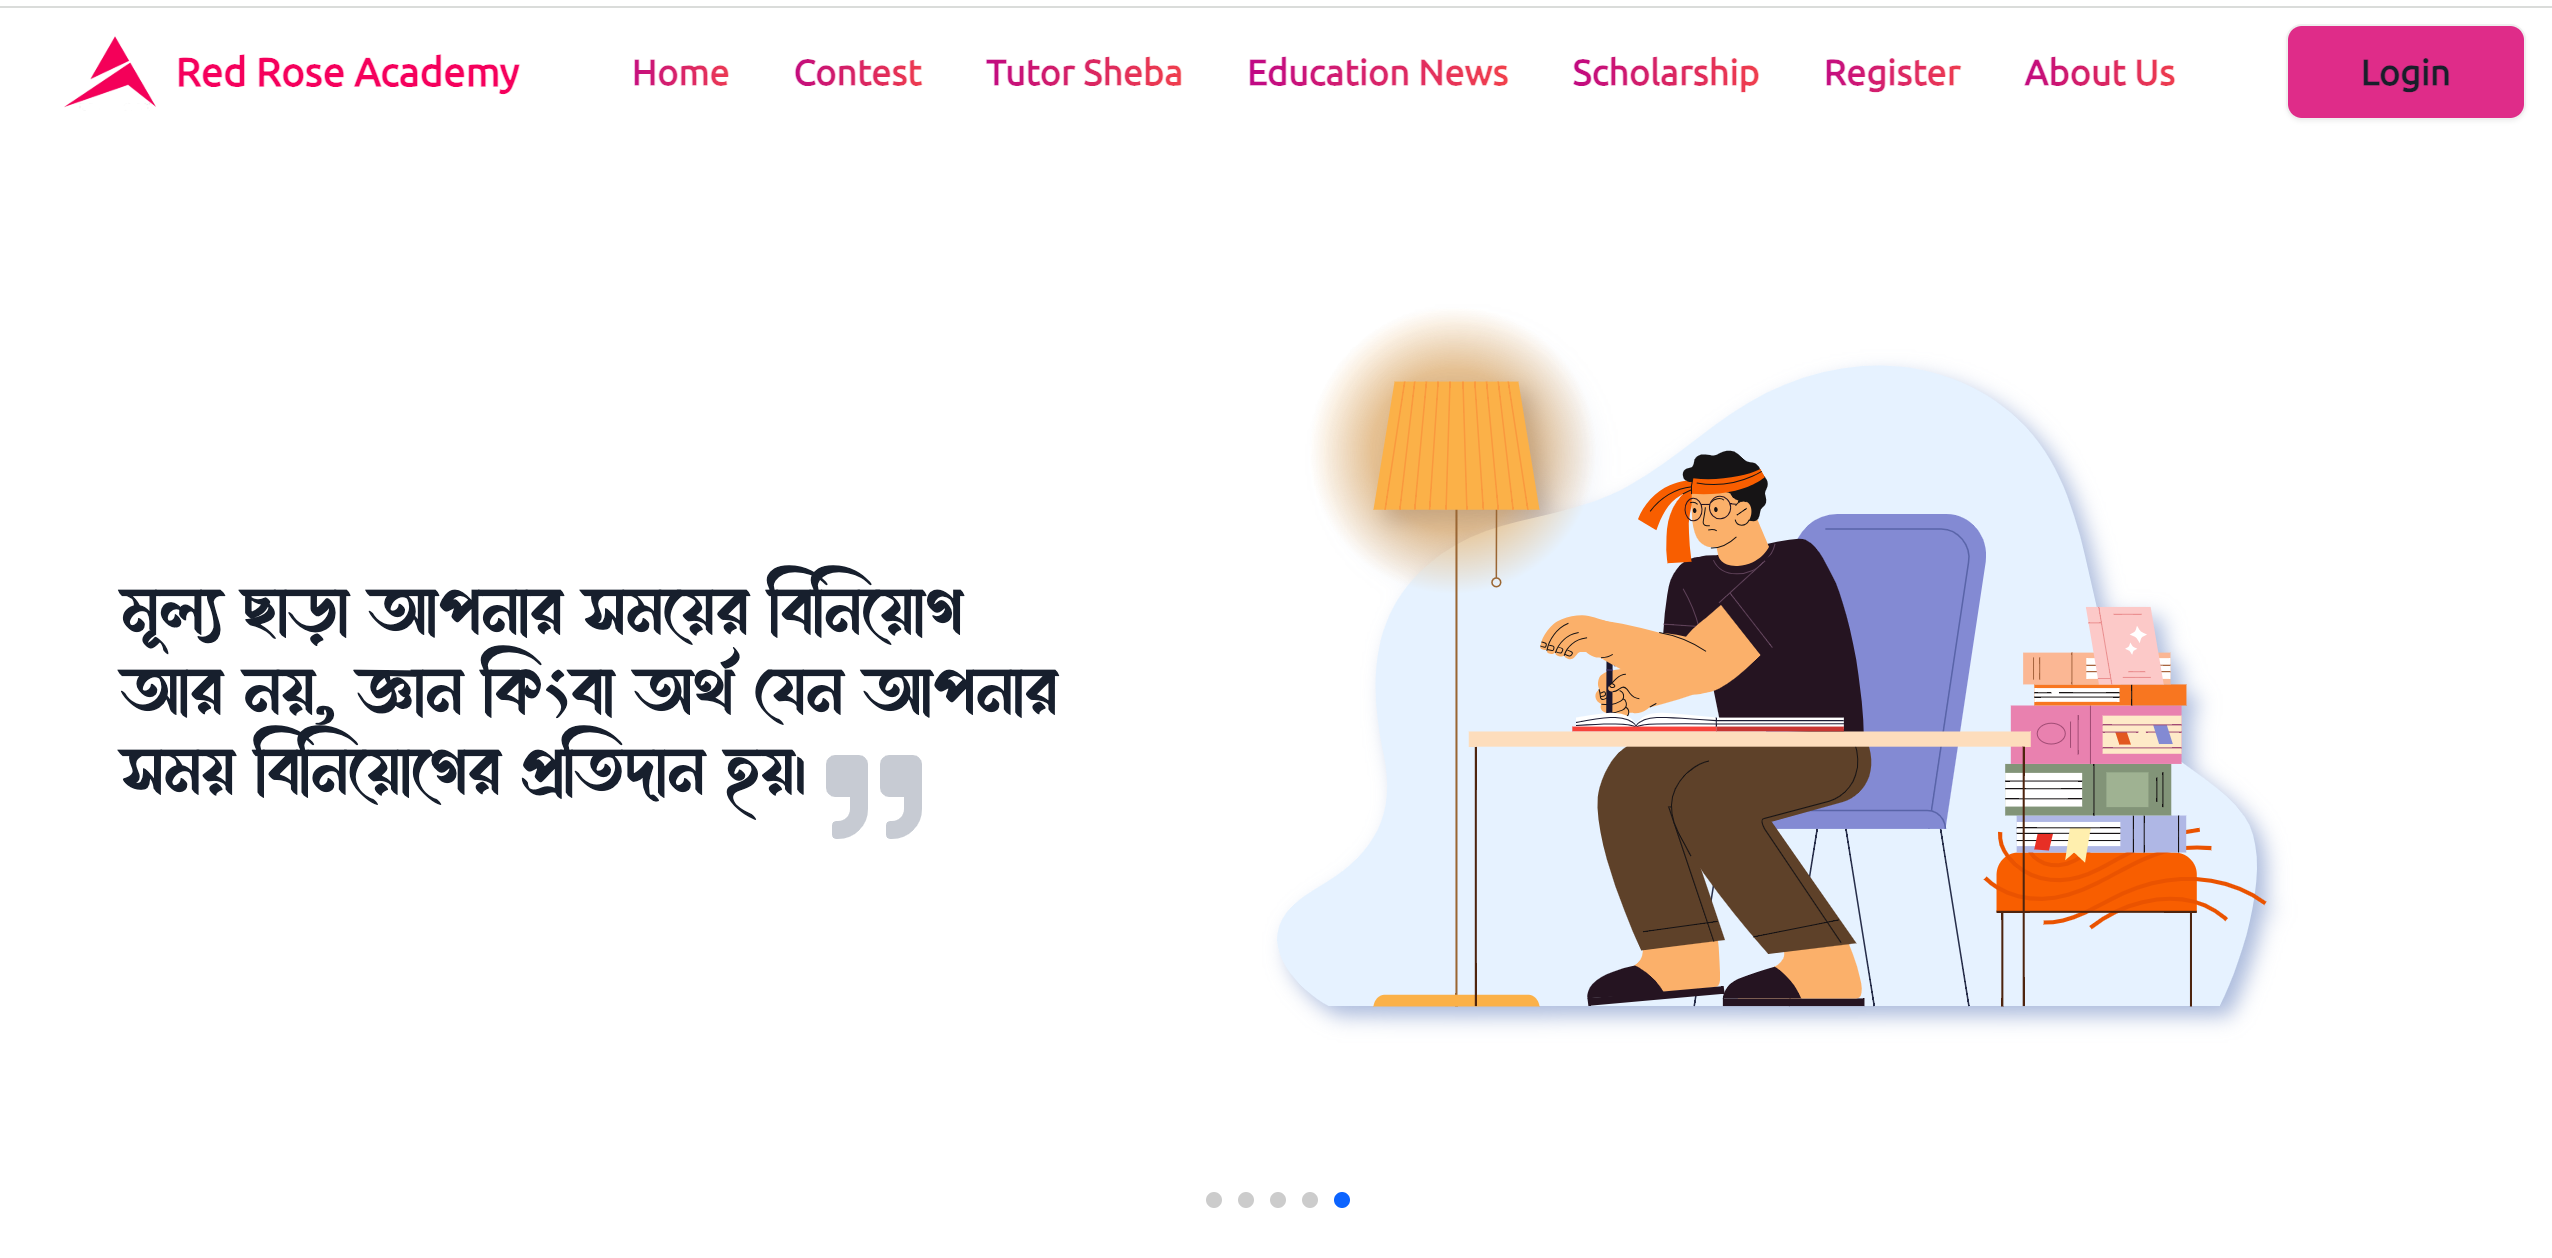 Red Rose Academy
Home Contest Tutor Sheba Education News Scholarship Register About Us Login
মূল্য ছাড়া আপনার সময়ের বিনিয়োগ
আর নয়, জ্ঞান কিংবা অর্থ যেন আপনার
সময় বিনিয়োগের প্রতিদান হয়৷ ”